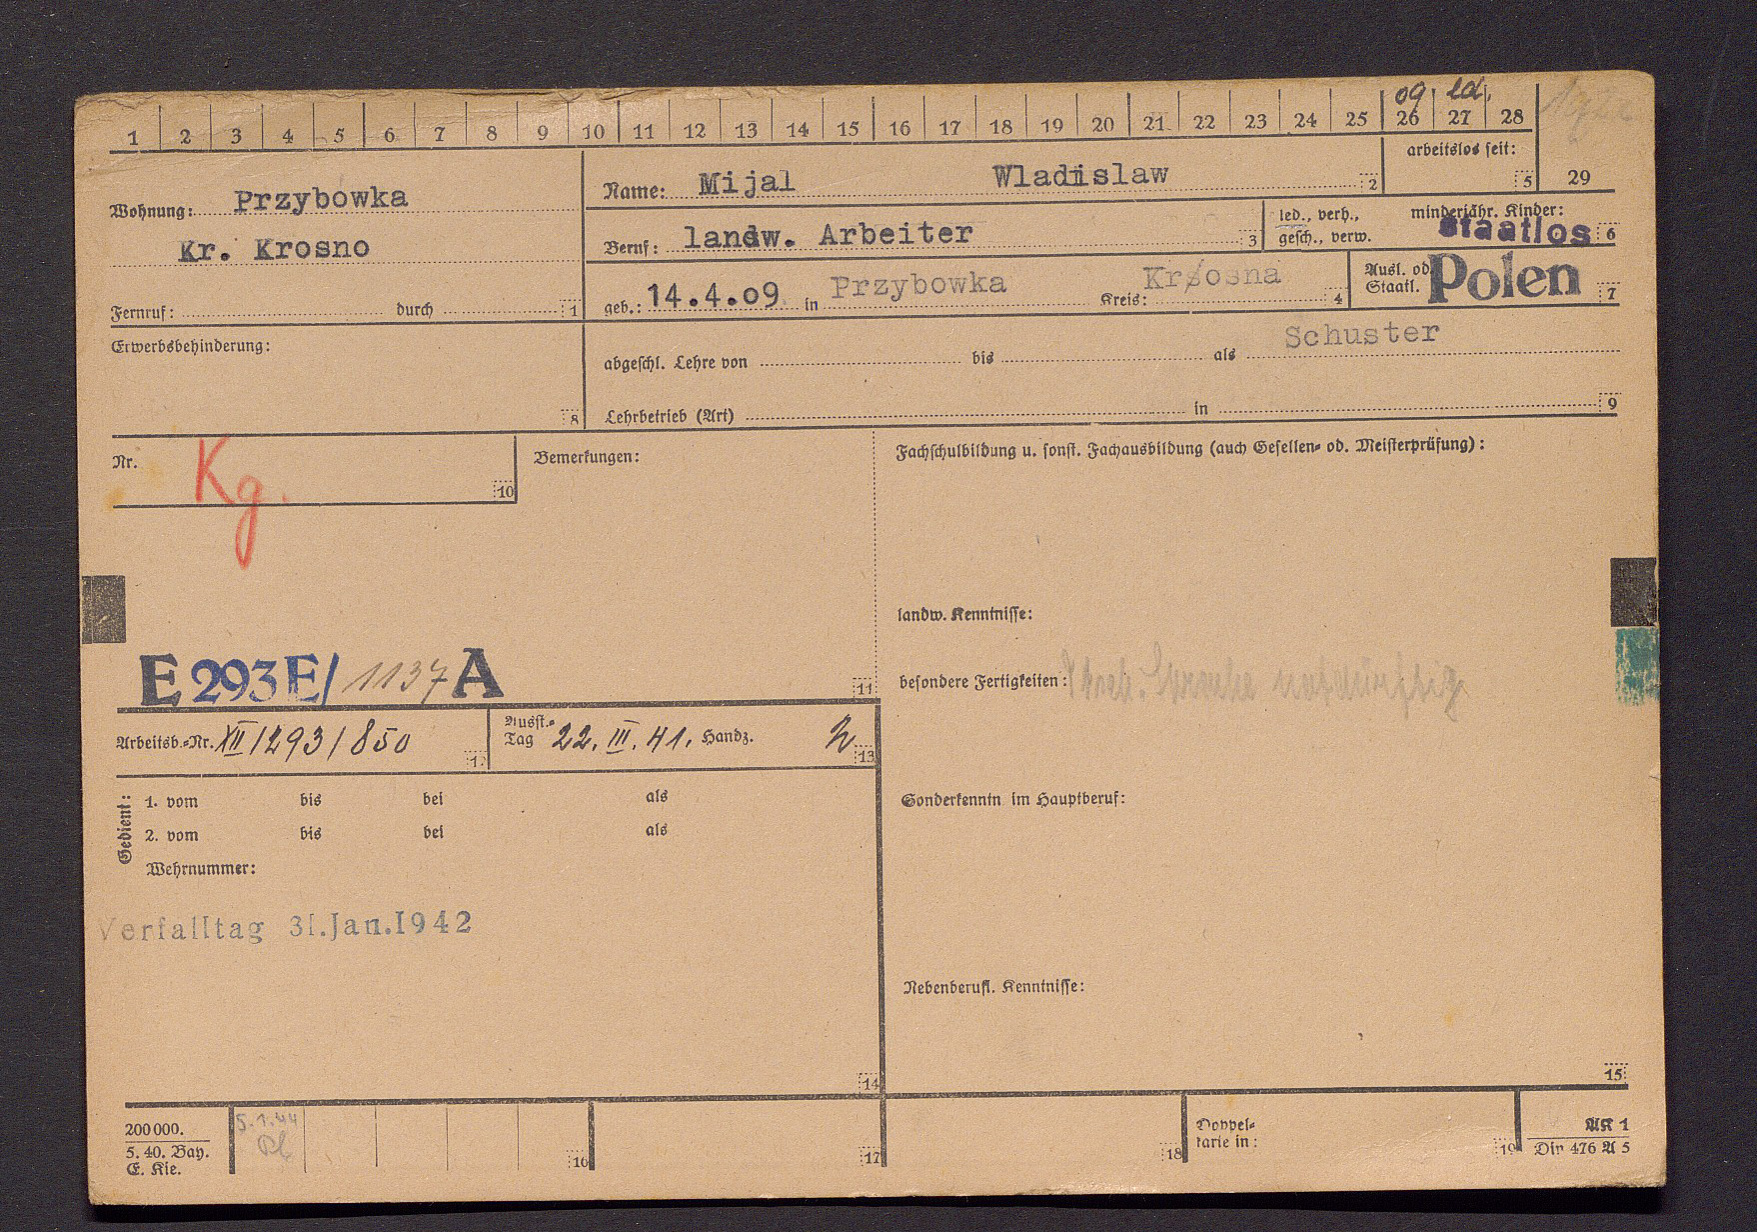 09. led.
1 2 3 4 5 6 7 8 9 10 11 12 13 14 15 16 17 18 19 20 21 22 23 24 25 26 27 28
arbeitslos seit:
5 29
Wohnung: Przybowka
Kr. Krosno
Fernruf: durch 1
Name: Mijal Wladislaw 2
Beruf: landw. Arbeiter 3
led., verh., gesch., verw.
minderjähr. Kinder: 6
staatlos
geb.: 14.4.09. in Przybowka Kreis: Krosna 4
Ausl. od. Staatl. Polen 7
Erwerbsbehinderung:
8
abgeschl. Lehre von bis als Schuster
Lehrbetrieb (Art) in 9
Nr. Kg. 10
Bemerkungen:
Fachschulbildung u. sonst. Fachausbildung (auch Gesellen- od. Meisterprüfung):
landw. Kenntnisse:
E 293 E/ 1137 A
11
besondere Fertigkeiten: notdürftig
Arbeitsb.-Nr. XII/293/850 12
Ausst.-Tag 22. III. 41. Handz. 13
Gedient:
1. vom bis bei als
2. vom bis bei als
Wehrnummer:
Sonderkenntn im Hauptberuf:
Verfalltag 31.Jan.1942
Nebenberufl. Kenntnisse:
14
15
200000.
5. 40. Bay.
E. Kie.
5.1.44
16
17
18
Doppel-
karte in:
19
AK 1
Din 476 A 5